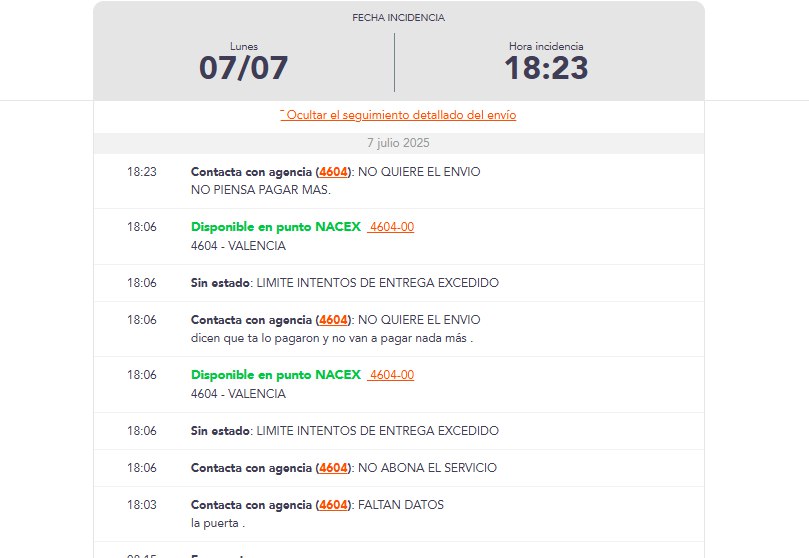 FECHA INCIDENCIA
Lunes
07/07
Hora incidencia
18:23
Ocultar el seguimiento detallado del envío
7 julio 2025
18:23 Contacta con agencia (4604): NO QUIERE EL ENVIO
NO PIENSA PAGAR MAS.
18:06 Disponible en punto NACEX 4604-00
4604 - VALENCIA
18:06 Sin estado: LIMITE INTENTOS DE ENTREGA EXCEDIDO
18:06 Contacta con agencia (4604): NO QUIERE EL ENVIO
dicen que ta lo pagaron y no van a pagar nada más .
18:06 Disponible en punto NACEX 4604-00
4604 - VALENCIA
18:06 Sin estado: LIMITE INTENTOS DE ENTREGA EXCEDIDO
18:06 Contacta con agencia (4604): NO ABONA EL SERVICIO
18:03 Contacta con agencia (4604): FALTAN DATOS
la puerta .